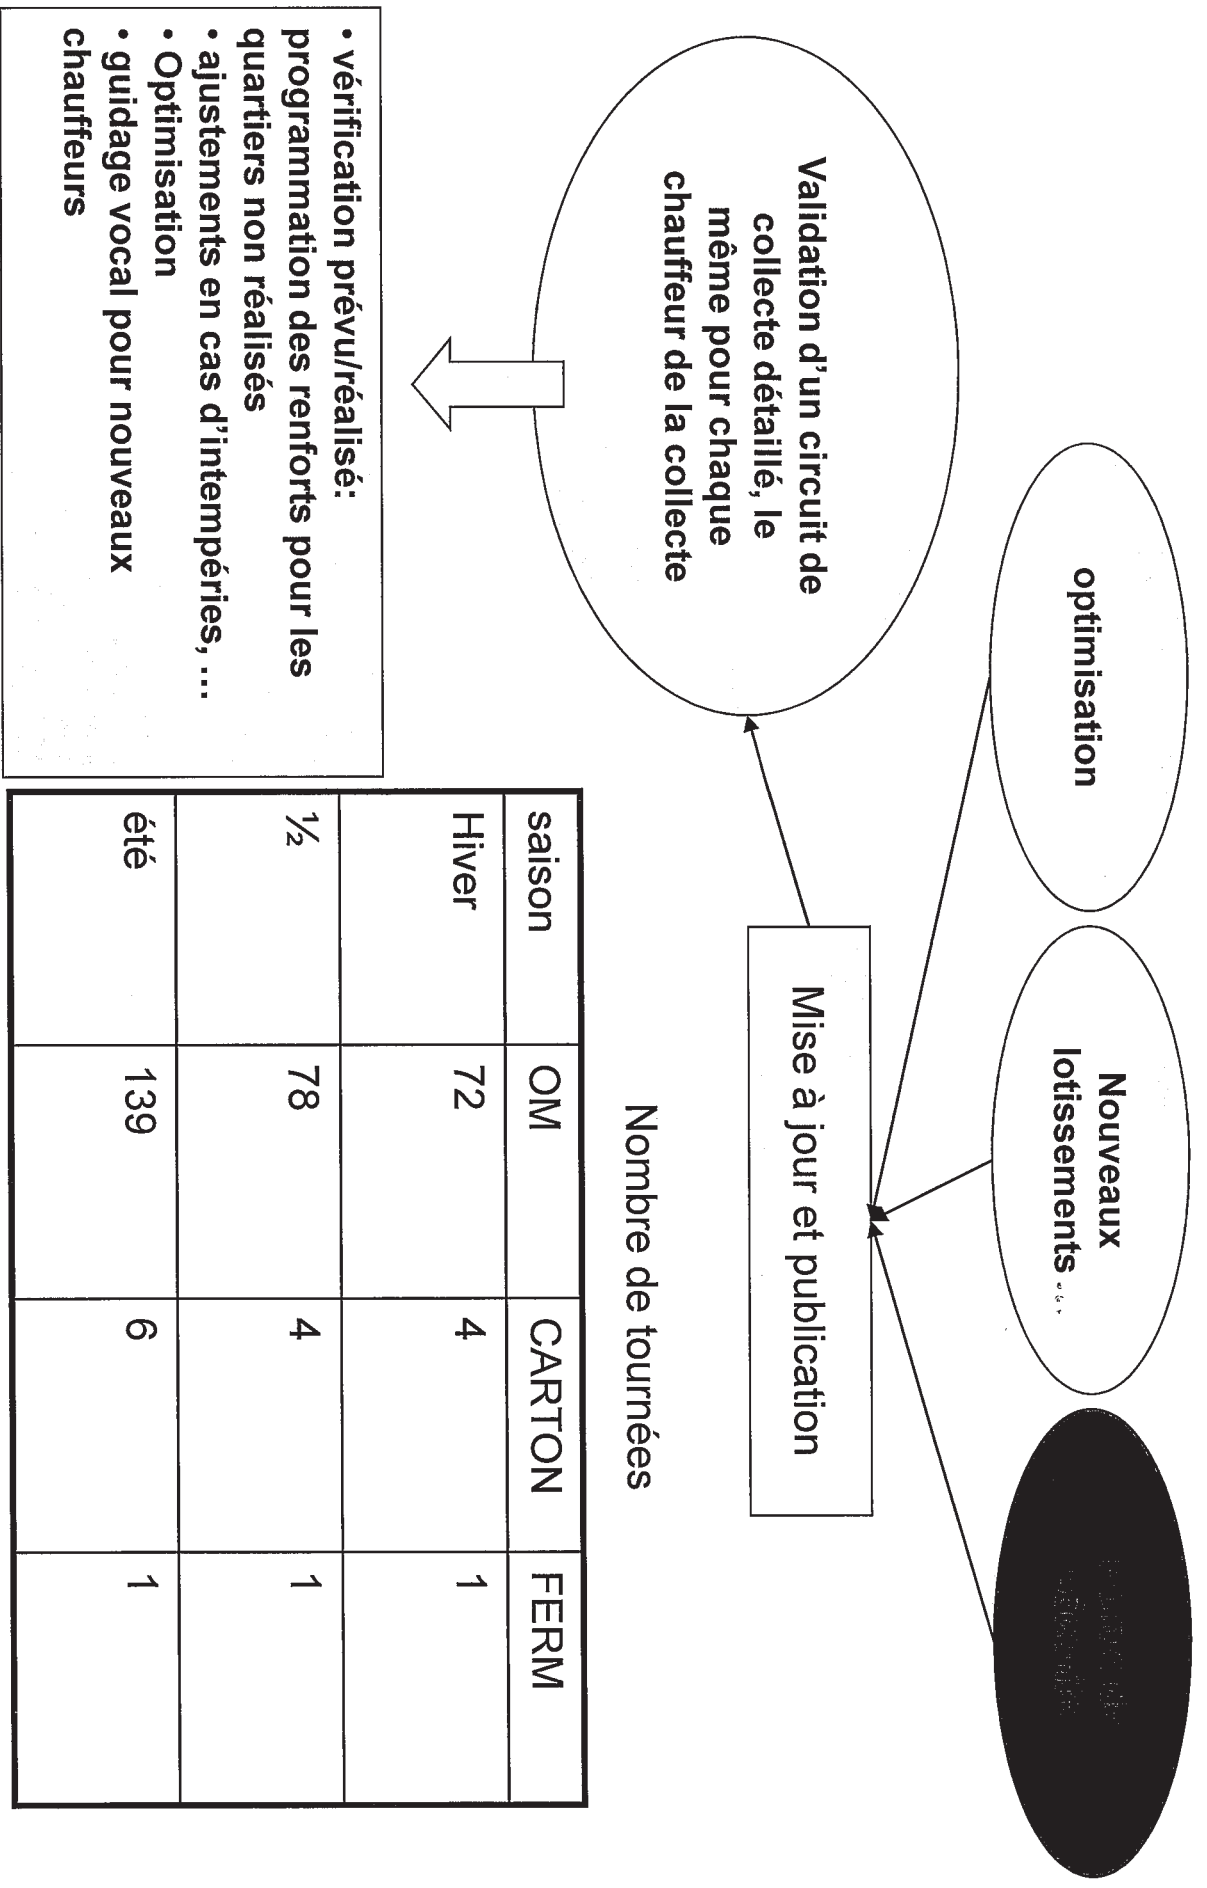 optimisation
Nouveaux
lotissements...
Validation d'un circuit de
collecte détaillé, le
même pour chaque
chauffeur de la collecte
Mise à jour et publication
• vérification prévu/réalisé:
programmation des renforts pour les
quartiers non réalisés
• ajustements en cas d'intempéries, ...
• Optimisation
• guidage vocal pour nouveaux
chauffeurs
Nombre de tournées
saison OM CARTON FERM
Hiver 72 4 1
½ 78 4 1
été 139 6 1